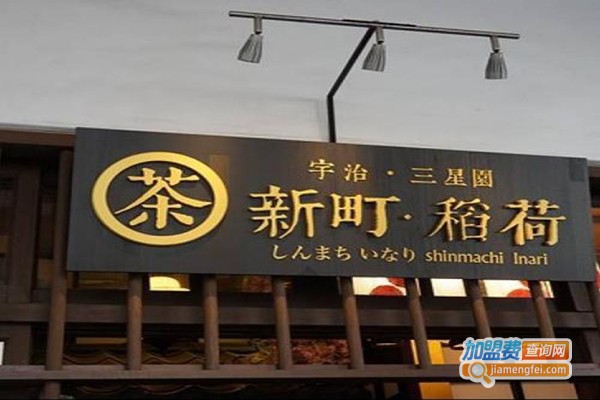 茶
宇治・三星園
新町・稲荷
しんまち いなり shinmachi Inari
加盟费查询网
jiamengfei.com